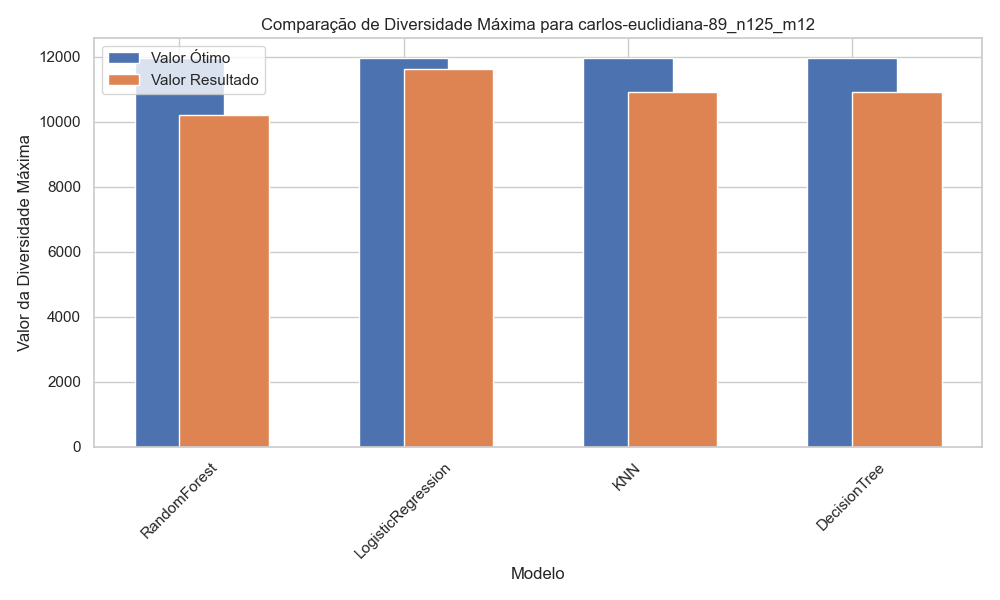 Comparação de Diversidade Máxima para carlos-euclidiana-89_n125_m12
Valor Ótimo
Valor Resultado
Valor da Diversidade Máxima
12000
10000
8000
6000
4000
2000
0
RandomForest
LogisticRegression
KNN
DecisionTree
Modelo